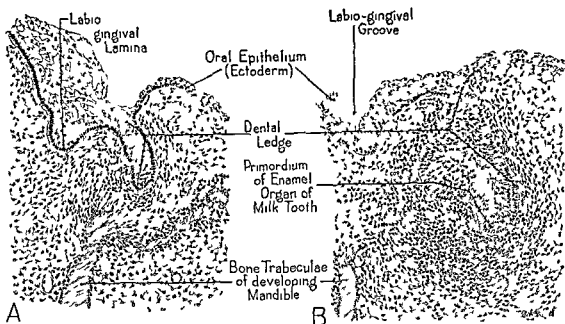 Labio
gingival
Lamina
Labio-gingival
Groove
Oral Epithelium
(Ectoderm)
Dental
Ledge
Primordium
of Enamel
Organ of
Milk Tooth
Bone Trabeculae
of developing
Mandible
A
B